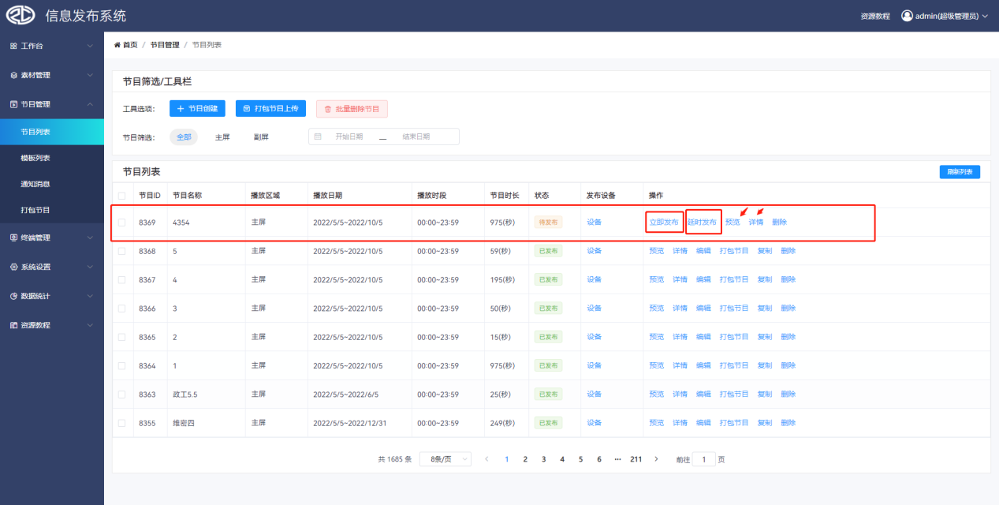 信息发布系统
资源教程 admin(超级管理员)
工作台
素材管理
节目管理
节目列表
模板列表
通知消息
打包节目
终端管理
系统设置
数据统计
资源教程
首页 / 节目管理 / 节目列表
节目筛选/工具栏
工具选项: + 节目创建 打包节目上传 批量删除节目
节目筛选: 全部 主屏 副屏 开始日期 — 结束日期
节目列表 刷新列表
节目ID 节目名称 播放区域 播放日期 播放时段 节目时长 状态 发布设备 操作
8369 4354 主屏 2022/5/5~2022/10/5 00:00~23:59 975(秒) 待发布 设备 立即发布 延时发布 预览 详情 删除
8368 5 主屏 2022/5/5~2022/10/5 00:00~23:59 59(秒) 已发布 设备 预览 详情 编辑 打包节目 复制 删除
8367 4 主屏 2022/5/5~2022/10/5 00:00~23:59 195(秒) 已发布 设备 预览 详情 编辑 打包节目 复制 删除
8366 3 主屏 2022/5/5~2022/10/5 00:00~23:59 50(秒) 已发布 设备 预览 详情 编辑 打包节目 复制 删除
8365 2 主屏 2022/5/5~2022/10/5 00:00~23:59 15(秒) 已发布 设备 预览 详情 编辑 打包节目 复制 删除
8364 1 主屏 2022/5/5~2022/10/5 00:00~23:59 975(秒) 已发布 设备 预览 详情 编辑 打包节目 复制 删除
8363 政工5.5 主屏 2022/5/5~2022/6/5 00:00~23:59 25(秒) 已发布 设备 预览 详情 编辑 打包节目 复制 删除
8355 维密四 主屏 2022/5/5~2022/12/31 00:00~23:59 249(秒) 已发布 设备 预览 详情 编辑 打包节目 复制 删除
共 1685 条 8条/页 < 1 2 3 4 5 6 ··· 211 > 前往 1 页